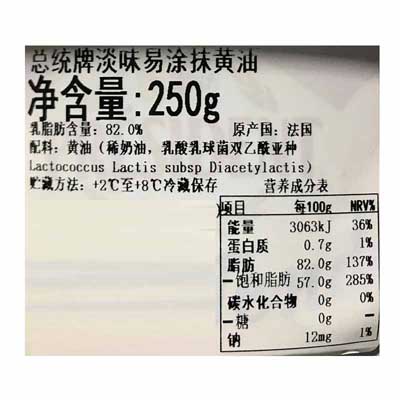 总统牌淡味易涂抹黄油
净含量:250g
乳脂肪含量: 82.0% 原产国: 法国
配料: 黄油 (稀奶油, 乳酸乳球菌双乙酰亚种
Lactococcus Lactis subsp Diacetylactis)
贮藏方法: +2℃至+8℃冷藏保存 营养成分表
项目 每100g NRV%
能量 3063kJ 36%
蛋白质 0.7g 1%
脂肪 82.0g 137%
—饱和脂肪 57.0g 285%
碳水化合物 0g 0%
—糖 0g
钠 12mg 1%